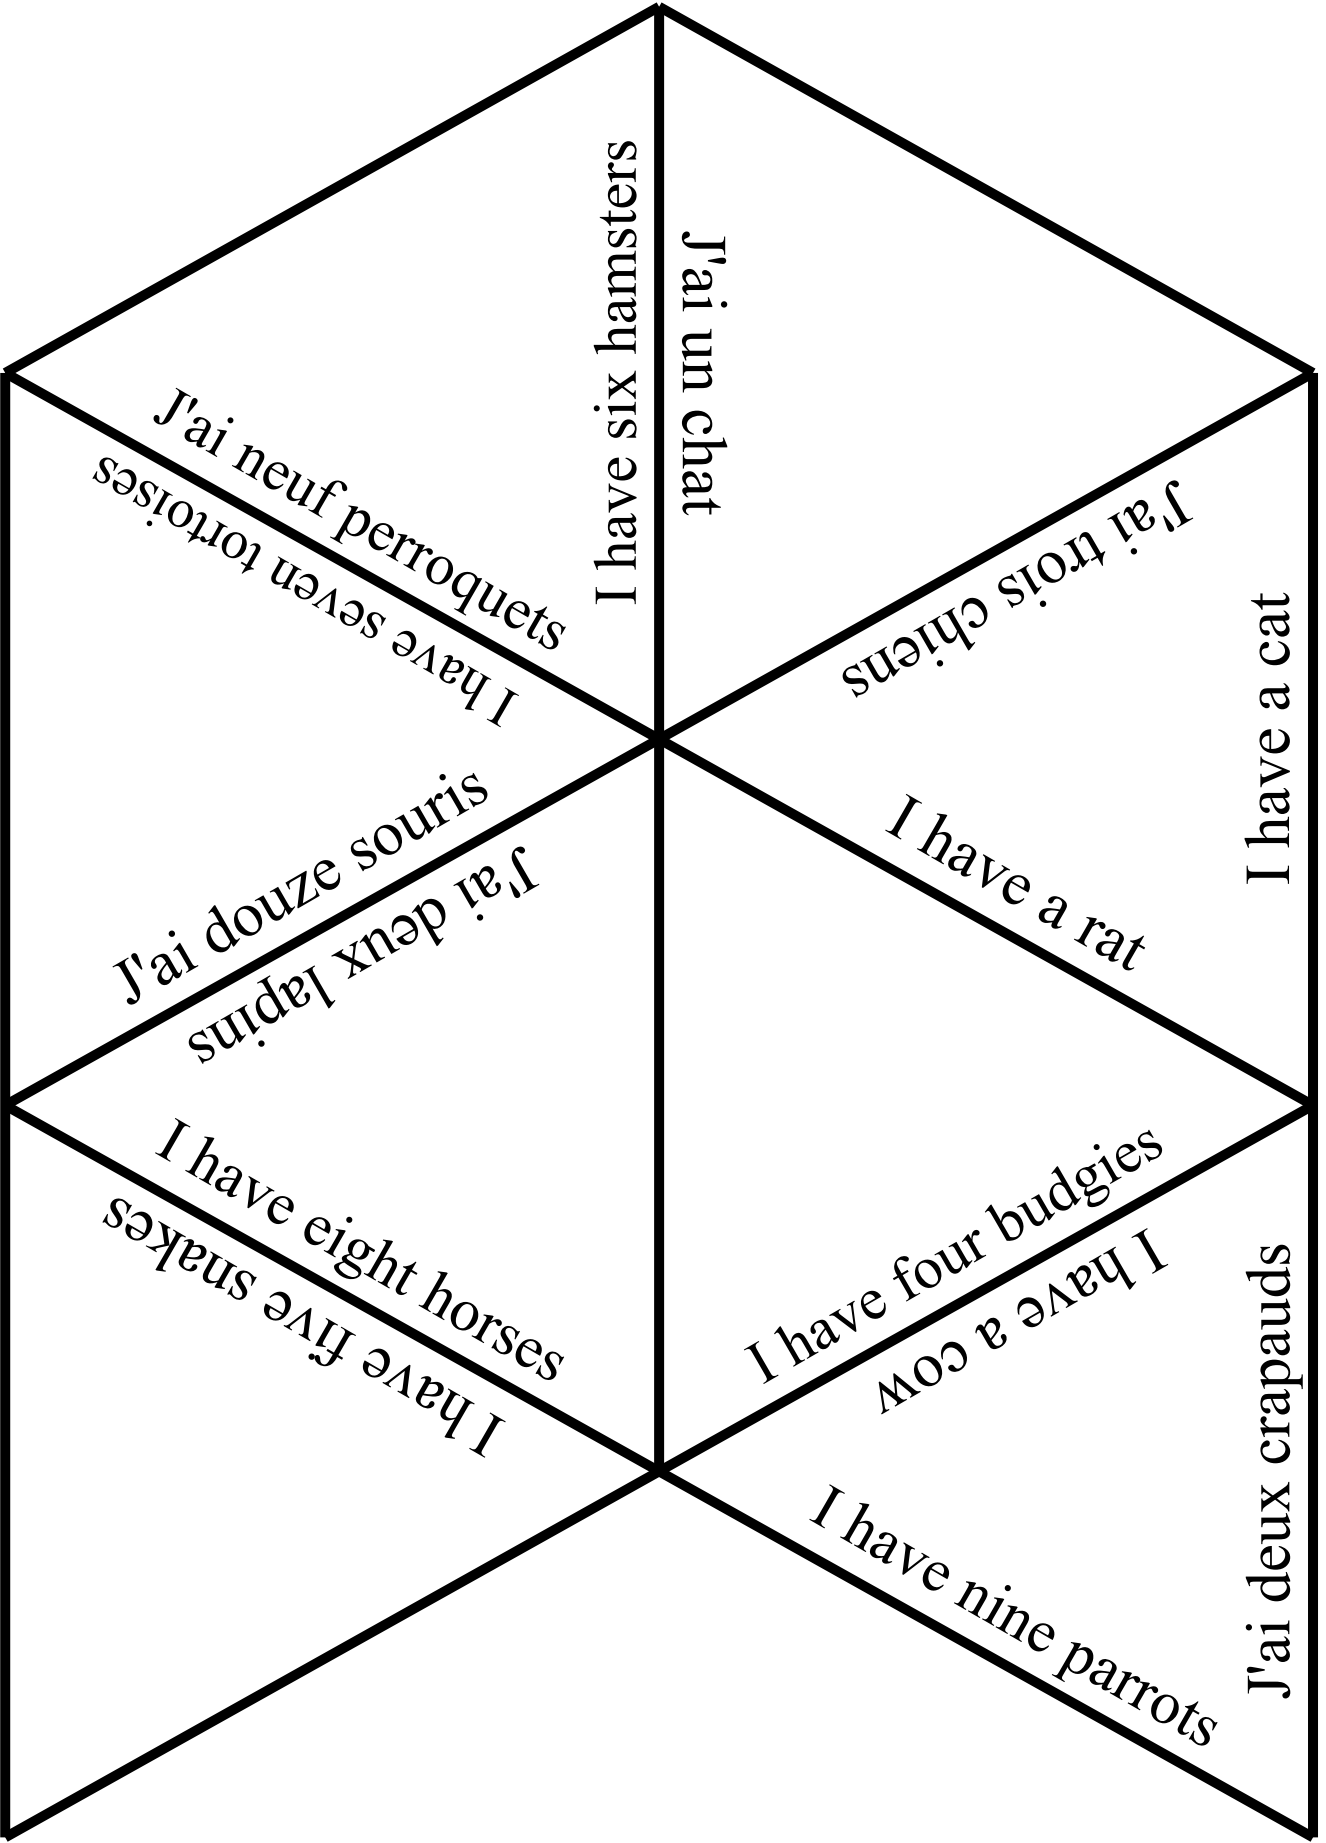 I have six hamsters
J'ai un chat
J'ai neuf perroquets
I have seven tortoises
J'ai trois chiens
I have a cat
J'ai douze souris
J'ai deux lapins
I have a rat
I have eight horses
I have five snakes
I have four budgies
I have a cow
J'ai deux crapauds
I have nine parrots